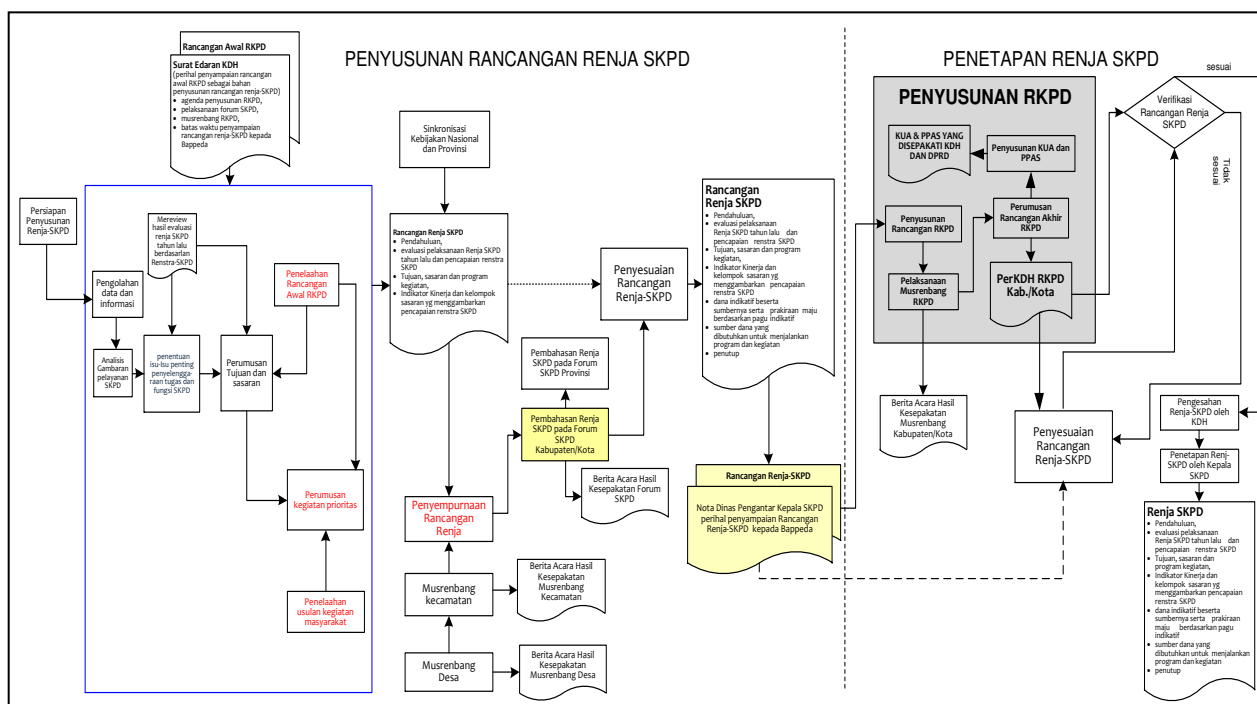 PENYUSUNAN RANCANGAN RENJA SKPD
PENETAPAN RENJA SKPD
Rancangan Awal RKPD
Surat Edaran KDH
(perihal penyampaian rancangan
awal RKPD sebagai bahan
penyusunan rancangan renja-SKPD)
• agenda penyusunan RKPD,
• pelaksanaan forum SKPD,
• musrenbang RKPD,
• batas waktu penyampaian
rancangan renja-SKPD kepada
Bappeda
Persiapan
Penyusunan
Renja-SKPD
Pengolahan
data dan
informasi
Mereview
hasil evaluasi
renja SKPD
tahun lalu
berdasarlan
Renstra-SKPD
Penelaahan
Rancangan
Awal RKPD
Analisis
Gambaran
pelayanan
SKPD
penentuan
isu-isu penting
penyelengga-
raan tugas dan
fungsi SKPD
Perumusan
Tujuan dan
sasaran
Perumusan
kegiatan prioritas
Penelaahan
usulan kegiatan
masyarakat
Sinkronisasi
Kebijakan Nasional
dan Provinsi
Rancangan Renja SKPD
• Pendahuluan,
• evaluasi pelaksanaan Renja SKPD
tahun lalu dan pencapaian renstra
SKPD
• Tujuan, sasaran dan program
kegiatan,
• Indikator Kinerja dan kelompok
sasaran yg menggambarkan
pencapaian renstra SKPD
Penyesuaian
Rancangan
Renja-SKPD
Pembahasan Renja
SKPD pada Forum
SKPD Provinsi
Pembahasan Renja
SKPD pada Forum
SKPD
Kabupaten/Kota
Berita Acara Hasil
Kesepakatan Forum
SKPD
Penyempurnaan
Rancangan
Renja
Musrenbang
kecamatan
Berita Acara Hasil
Kesepakatan
Musrenbang
Kecamatan
Musrenbang
Desa
Berita Acara Hasil
Kesepakatan
Musrenbang Desa
Rancangan
Renja SKPD
• Pendahuluan,
• evaluasi pelaksanaan
Renja SKPD tahun lalu dan
pencapaian renstra SKPD
• Tujuan, sasaran dan program
kegiatan,
• Indikator Kinerja dan
kelompok sasaran yg
menggambarkan pencapaian
renstra SKPD
• dana indikatif beserta
sumbernya serta prakiraan maju
berdasarkan pagu indikatif
• sumber dana yang
dibutuhkan untuk menjalankan
program dan kegiatan
• penutup
Rancangan Renja-SKPD
Nota Dinas Pengantar Kepala SKPD
perihal penyampaian Rancangan
Renja-SKPD kepada Bappeda
PENYUSUNAN RKPD
KUA & PPAS YANG
DISEPAKATI KDH
DAN DPRD
Penyusunan KUA dan
PPAS
Penyusunan
Rancangan RKPD
Perumusan
Rancangan Akhir
RKPD
Pelaksanaan
Musrenbang
RKPD
PerKDH RKPD
Kab./Kota
Berita Acara Hasil
Kesepakatan
Musrenbang
Kabupaten/Kota
Penyesuaian
Rancangan
Renja-SKPD
Verifikasi
Rancangan Renja
SKPD
sesuai
Tidak
sesuai
Pengesahan
Renja-SKPD oleh
KDH
Penetapan Renj-
SKPD oleh Kepala
SKPD
Renja SKPD
• Pendahuluan,
• evaluasi pelaksanaan
Renja SKPD tahun lalu dan
pencapaian renstra SKPD
• Tujuan, sasaran dan
program kegiatan,
• Indikator Kinerja dan
kelompok sasaran yg
menggambarkan pencapaian
renstra SKPD
• dana indikatif beserta
sumbernya serta prakiraan
maju berdasarkan pagu
indikatif
• sumber dana yang
dibutuhkan untuk menjalankan
program dan kegiatan
• penutup